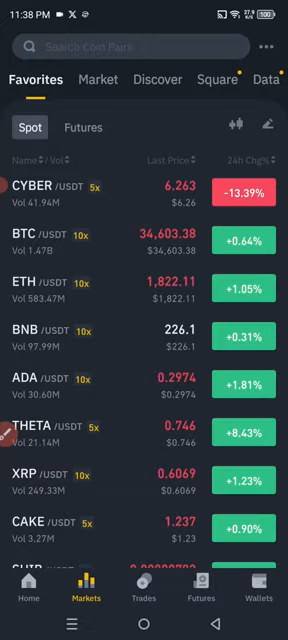 11:38 PM
27.9
K/s
100
Search Coin Pairs
Favorites Market Discover Square Data
Spot Futures
Name / Vol Last Price 24h Chg%
CYBER /USDT 5x 6.263 -13.39%
Vol 41.94M $6.26
BTC /USDT 10x 34,603.38 +0.64%
Vol 1.47B $34,603.38
ETH /USDT 10x 1,822.11 +1.05%
Vol 583.47M $1,822.11
BNB /USDT 10x 226.1 +0.31%
Vol 97.99M $226.1
ADA /USDT 10x 0.2974 +1.81%
Vol 30.60M $0.2974
THETA /USDT 5x 0.746 +8.43%
Vol 21.14M $0.746
XRP /USDT 10x 0.6069 +1.23%
Vol 249.33M $0.6069
CAKE /USDT 5x 1.237 +0.90%
Vol 3.27M $1.23
Home Markets Trades Futures Wallets